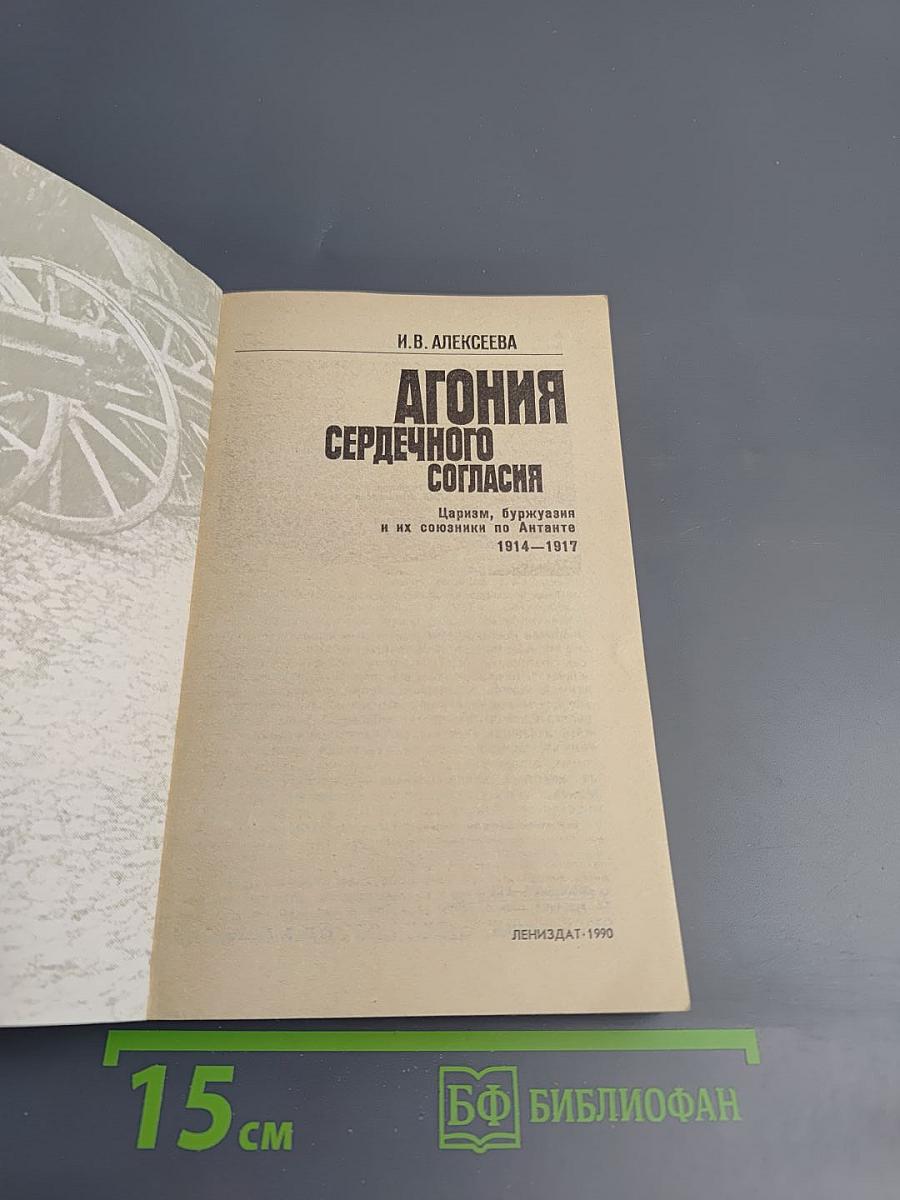 И.В. АЛЕКСЕЕВА
АГОНИЯ
СЕРДЕЧНОГО
СОГЛАСИЯ
Царизм, буржуазия
и их союзники по Антанте
1914—1917
ЛЕНИЗДАТ·1990
15 см
БФ БИБЛИОФАН